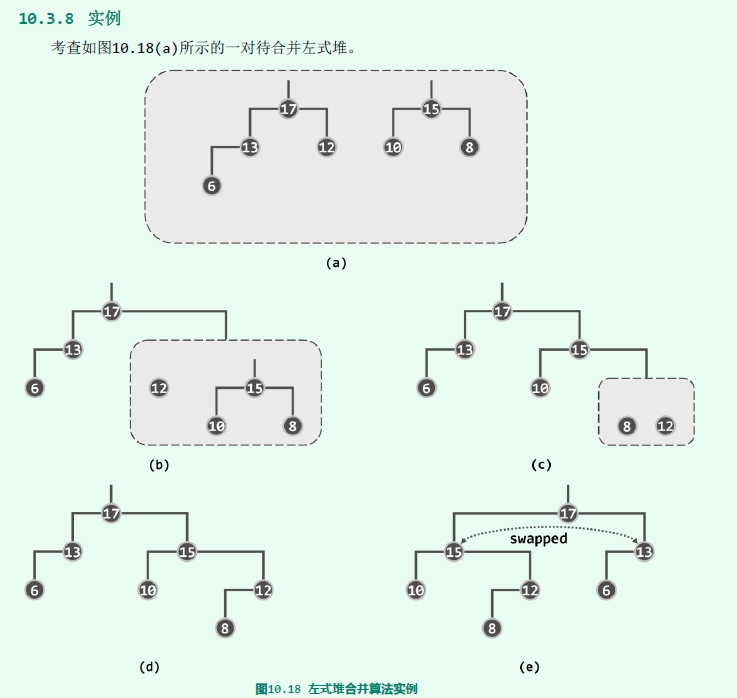 10.3.8 实例
考查如图10.18(a)所示的一对待合并左式堆。
17 15
13 12 10 8
6
(a)
17 17
13 13 15
6 12 15 6 10
10 8 8 12
(b) (c)
17 17
13 15 15 swapped 13
6 10 12 10 12 6
8 8
(d) (e)
图10.18 左式堆合并算法实例